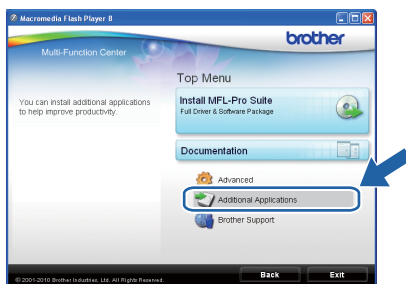 Macromedia Flash Player 8
brother
Multi-Function Center
Top Menu
You can install additional applications
to help improve productivity.
Install MFL-Pro Suite
Full Driver & Software Package
Documentation
Advanced
Additional Applications
Brother Support
© 2001-2010 Brother Industries, Ltd. All Rights Reserved.
Back
Exit